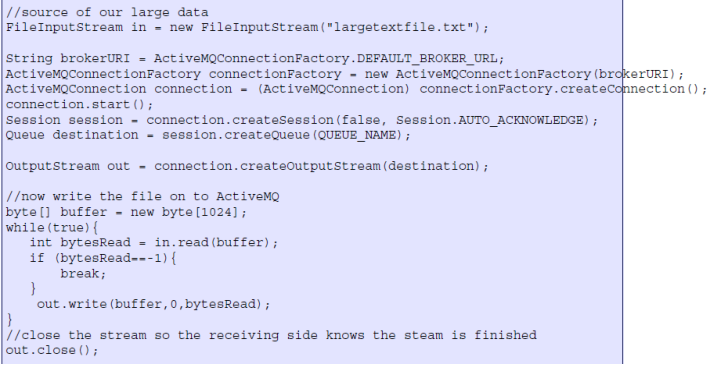 //source of our large data
FileInputStream in = new FileInputStream("largetextfile.txt");
String brokerURI = ActiveMQConnectionFactory.DEFAULT_BROKER_URL;
ActiveMQConnectionFactory connectionFactory = new ActiveMQConnectionFactory(brokerURI);
ActiveMQConnection connection = (ActiveMQConnection) connectionFactory.createConnection();
connection.start();
Session session = connection.createSession(false, Session.AUTO_ACKNOWLEDGE);
Queue destination = session.createQueue(QUEUE_NAME);
OutputStream out = connection.createOutputStream(destination);
//now write the file on to ActiveMQ
byte[] buffer = new byte[1024];
while(true){
int bytesRead = in.read(buffer);
if (bytesRead==-1){
break;
}
out.write(buffer,0,bytesRead);
}
//close the stream so the receiving side knows the steam is finished
out.close();